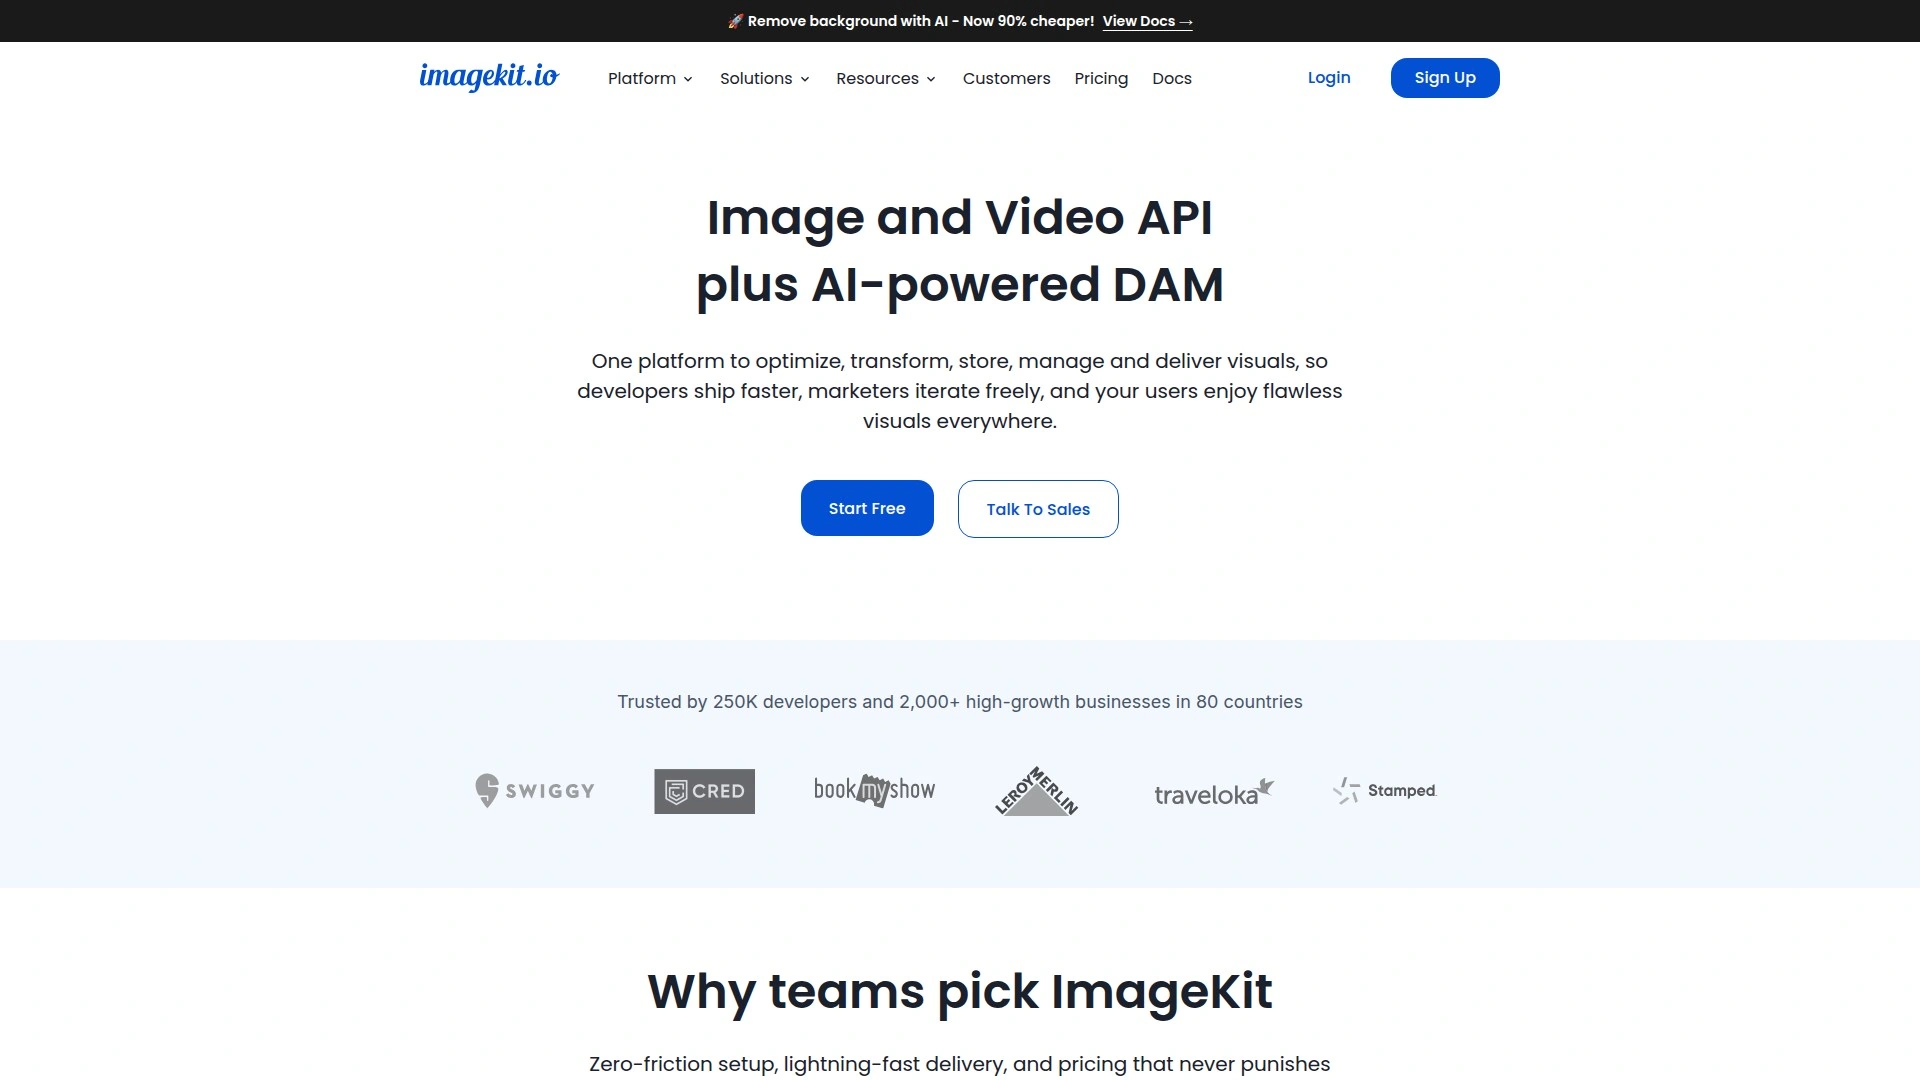 🚀 Remove background with AI - Now 90% cheaper! View Docs →
imagekit.io Platform Solutions Resources Customers Pricing Docs Login Sign Up
Image and Video API
plus AI-powered DAM
One platform to optimize, transform, store, manage and deliver visuals, so
developers ship faster, marketers iterate freely, and your users enjoy flawless
visuals everywhere.
Start Free Talk To Sales
Trusted by 250K developers and 2,000+ high-growth businesses in 80 countries
SWIGGY CRED bookmyshow LEROY MERLIN traveloka Stamped.
Why teams pick ImageKit
Zero-friction setup, lightning-fast delivery, and pricing that never punishes